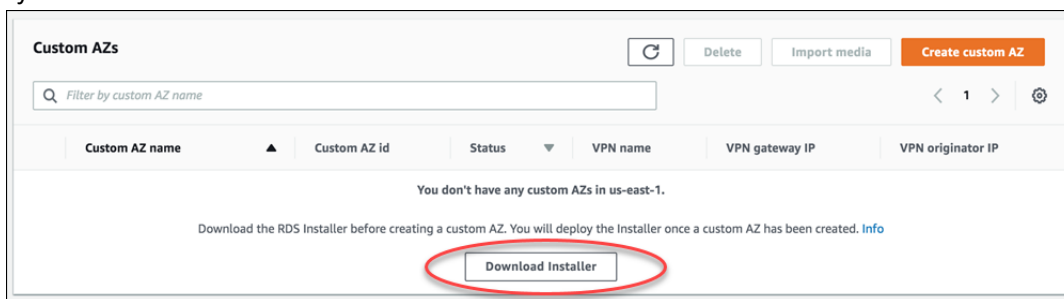 Custom AZs
Delete
Import media
Create custom AZ
Filter by custom AZ name
1
Custom AZ name
Custom AZ id
Status
VPN name
VPN gateway IP
VPN originator IP
You don't have any custom AZs in us-east-1.
Download the RDS Installer before creating a custom AZ. You will deploy the Installer once a custom AZ has been created. Info
Download Installer